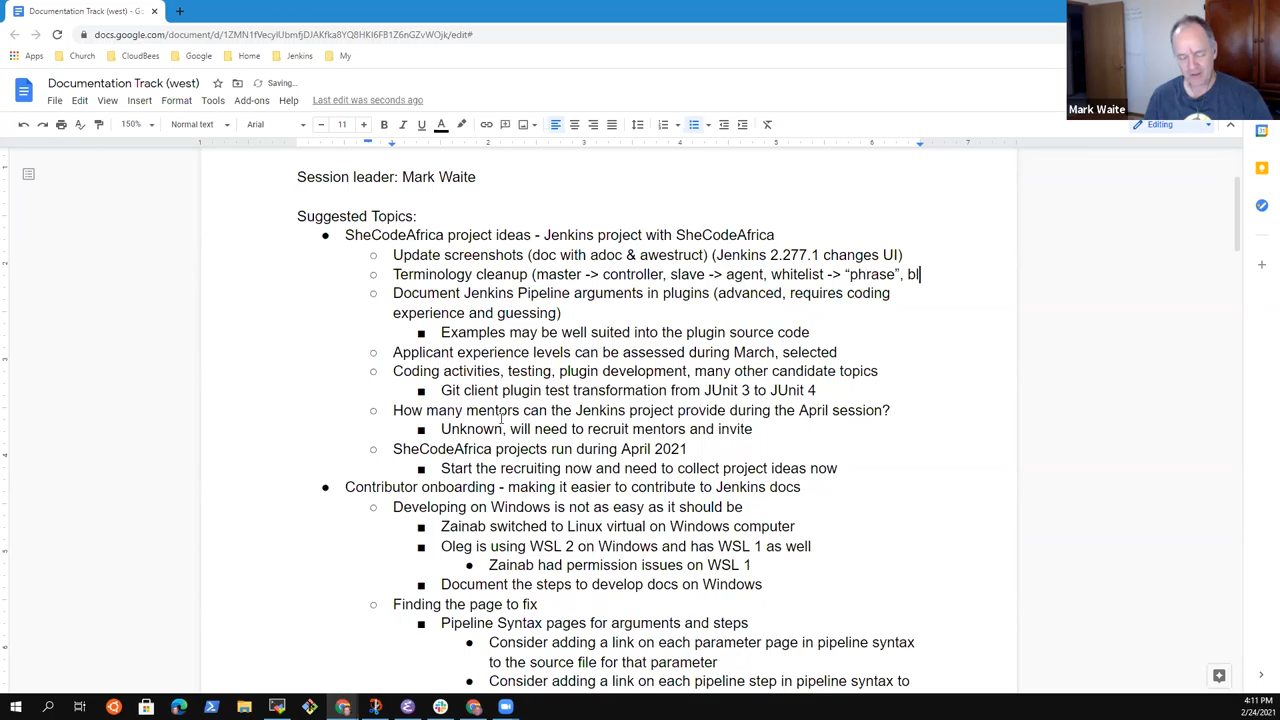 Documentation Track (west) - G
docs.google.com/document/d/1ZMN1fVecyIUbmfjDJAKfka8YQ8HKI6FB1Z6nGZvWOjk/edit#
Apps Church CloudBees Google Home Jenkins My
Documentation Track (west) Saving...
File Edit View Insert Format Tools Add-ons Help Last edit was seconds ago
150% Normal text Arial 11 Editing
Mark Waite
1 1 2 3 4 5 6 7
Session leader: Mark Waite
Suggested Topics:
● SheCodeAfrica project ideas - Jenkins project with SheCodeAfrica
○ Update screenshots (doc with adoc & awestruct) (Jenkins 2.277.1 changes UI)
○ Terminology cleanup (master -> controller, slave -> agent, whitelist -> “phrase”, bl
○ Document Jenkins Pipeline arguments in plugins (advanced, requires coding
experience and guessing)
■ Examples may be well suited into the plugin source code
○ Applicant experience levels can be assessed during March, selected
○ Coding activities, testing, plugin development, many other candidate topics
■ Git client plugin test transformation from JUnit 3 to JUnit 4
○ How many mentors can the Jenkins project provide during the April session?
■ Unknown, will need to recruit mentors and invite
○ SheCodeAfrica projects run during April 2021
■ Start the recruiting now and need to collect project ideas now
● Contributor onboarding - making it easier to contribute to Jenkins docs
○ Developing on Windows is not as easy as it should be
■ Zainab switched to Linux virtual on Windows computer
■ Oleg is using WSL 2 on Windows and has WSL 1 as well
● Zainab had permission issues on WSL 1
■ Document the steps to develop docs on Windows
○ Finding the page to fix
■ Pipeline Syntax pages for arguments and steps
● Consider adding a link on each parameter page in pipeline syntax
to the source file for that parameter
● Consider adding a link on each pipeline step in pipeline syntax to
4:11 PM
2/24/2021